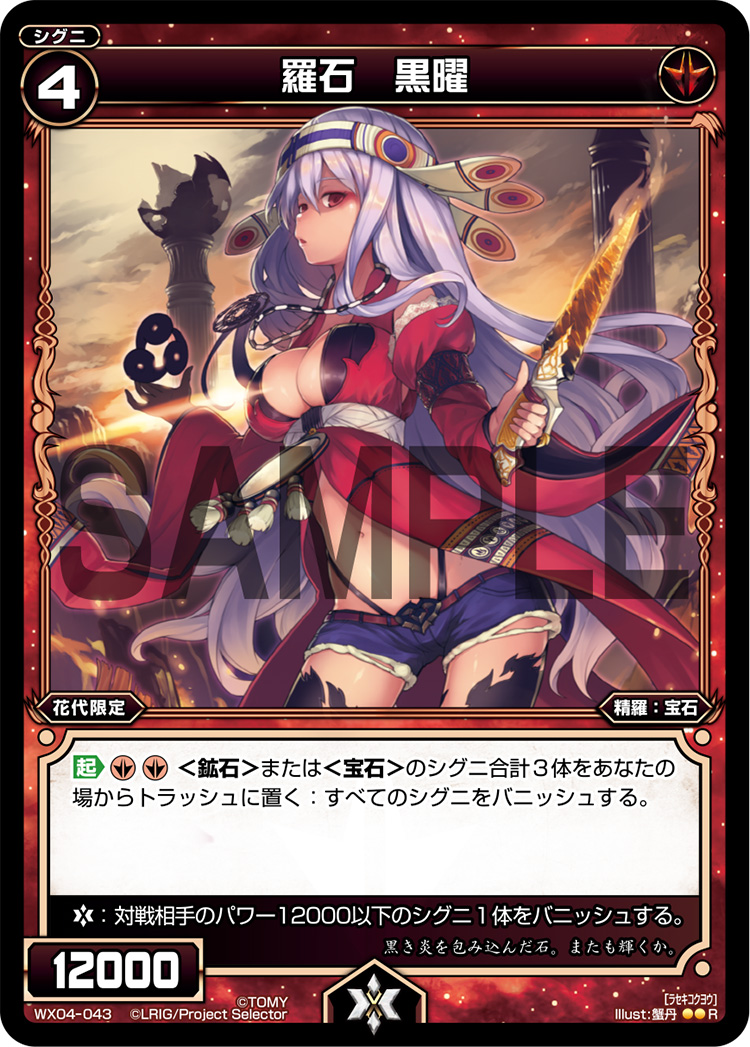 シグニ
4
羅石　黒曜
SAMPLE
花代限定
精羅：宝石
起 <鉱石>または<宝石>のシグニ合計３体をあなたの
場からトラッシュに置く：すべてのシグニをバニッシュする。
：対戦相手のパワー12000以下のシグニ１体をバニッシュする。
黒き炎を包み込んだ石。またも輝くか。
12000
WX04-043 ©LRIG/Project Selector
©TOMY
[ラセキコクヨウ]
Illust:蟹丹 R